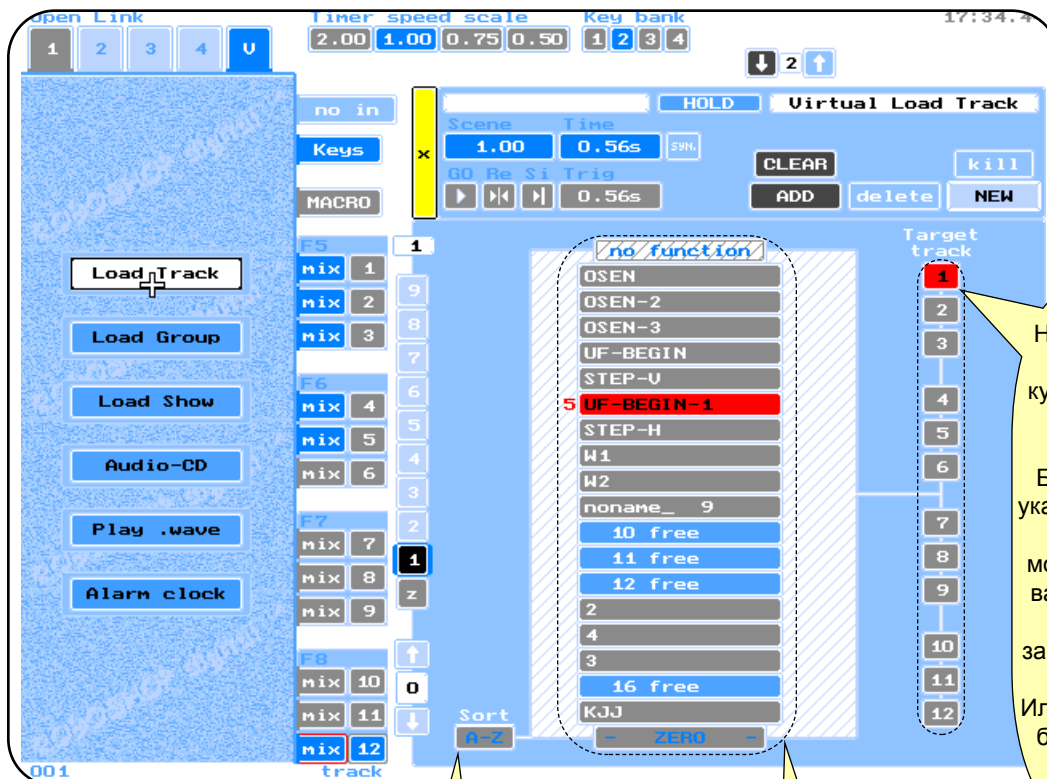 Open Link
1 2 3 4 V
Timer speed scale
2.00 1.00 0.75 0.50
Key bank
1 2 3 4
17:34.4
2
no in
Keys
MACRO
x
HOLD
Virtual Load Track
Scene Time
1.00 0.56s SYN.
GO Re Si Trig
0.56s
CLEAR
kill
ADD delete NEW
Load Track
Load Group
Load Show
Audio-CD
Play .wave
Alarm clock
F5
mix 1
mix 2
mix 3
F6
mix 4
mix 5
mix 6
F7
mix 7
mix 8
mix 9
F8
mix 10
mix 11
mix 12
001
track
1
9
8
7
6
5
4
3
2
1
z
0
no function
OSEN
OSEN-2
OSEN-3
UF-BEGIN
STEP-V
5 UF-BEGIN-1
STEP-H
W1
W2
noname_ 9
10 free
11 free
12 free
2
4
3
16 free
KJJ
- ZERO -
Sort
A-Z
Target
track
1
2
3
4
5
6
7
8
9
10
11
12